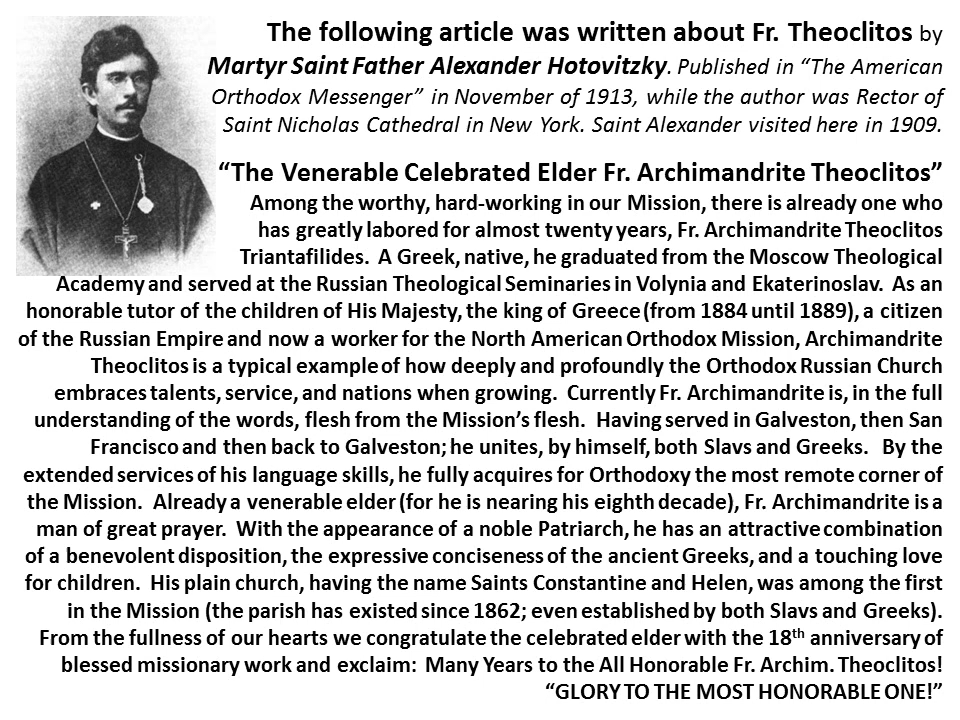 The following article was written about Fr. Theoclitos by
Martyr Saint Father Alexander Hotovitzky. Published in “The American
Orthodox Messenger” in November of 1913, while the author was Rector of
Saint Nicholas Cathedral in New York. Saint Alexander visited here in 1909.
“The Venerable Celebrated Elder Fr. Archimandrite Theoclitos”
Among the worthy, hard-working in our Mission, there is already one who
has greatly labored for almost twenty years, Fr. Archimandrite Theoclitos
Triantafilides. A Greek, native, he graduated from the Moscow Theological
Academy and served at the Russian Theological Seminaries in Volynia and Ekaterinoslav. As an
honorable tutor of the children of His Majesty, the king of Greece (from 1884 until 1889), a citizen
of the Russian Empire and now a worker for the North American Orthodox Mission, Archimandrite
Theoclitos is a typical example of how deeply and profoundly the Orthodox Russian Church
embraces talents, service, and nations when growing. Currently Fr. Archimandrite is, in the full
understanding of the words, flesh from the Mission’s flesh. Having served in Galveston, then San
Francisco and then back to Galveston; he unites, by himself, both Slavs and Greeks. By the
extended services of his language skills, he fully acquires for Orthodoxy the most remote corner of
the Mission. Already a venerable elder (for he is nearing his eighth decade), Fr. Archimandrite is a
man of great prayer. With the appearance of a noble Patriarch, he has an attractive combination
of a benevolent disposition, the expressive conciseness of the ancient Greeks, and a touching love
for children. His plain church, having the name Saints Constantine and Helen, was among the first
in the Mission (the parish has existed since 1862; even established by both Slavs and Greeks).
From the fullness of our hearts we congratulate the celebrated elder with the 18th anniversary of
blessed missionary work and exclaim: Many Years to the All Honorable Fr. Archim. Theoclitos!
“GLORY TO THE MOST HONORABLE ONE!”